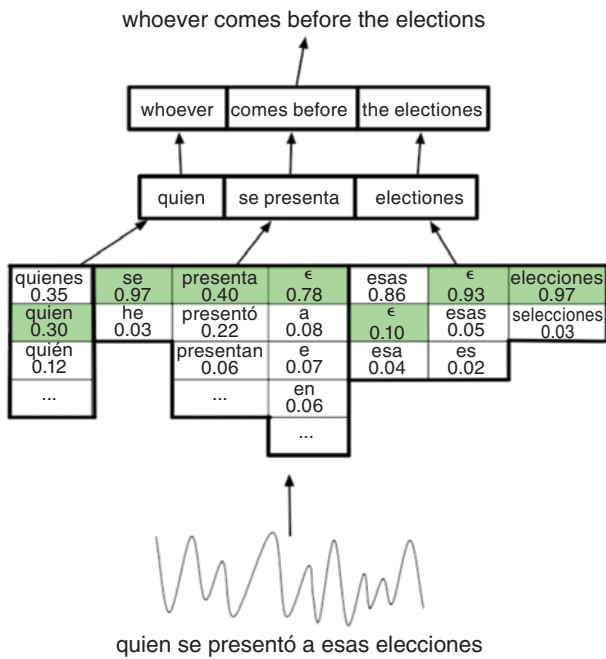 whoever comes before the elections
whoever comes before the electiones
quien se presenta electiones
quienes se presenta ϵ esas ϵ elecciones
0.35 0.97 0.40 0.78 0.86 0.93 0.97
quien he presentó a ϵ esas selecciones
0.30 0.03 0.22 0.08 0.10 0.05 0.03
quién presentan e esa es
0.12 0.06 0.07 0.04 0.02
... ... en
0.06
...
quien se presentó a esas elecciones